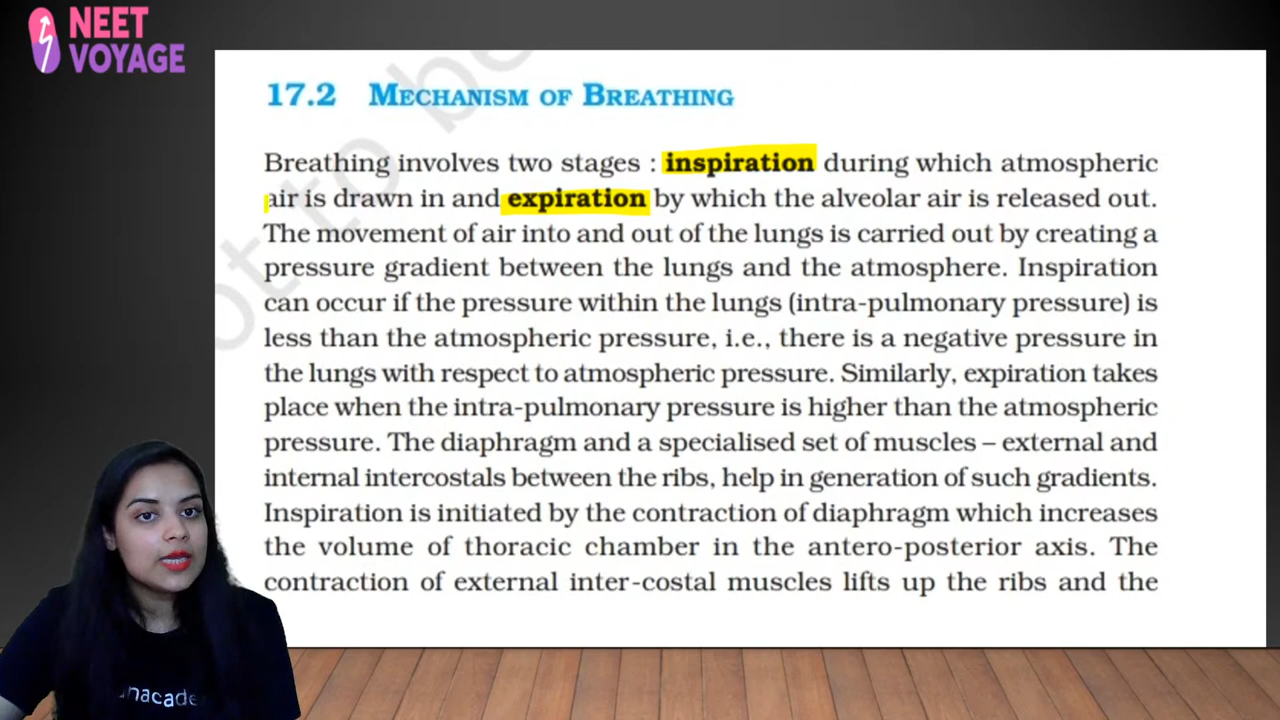 NEET
VOYAGE
17.2 MECHANISM OF BREATHING
Breathing involves two stages : inspiration during which atmospheric
air is drawn in and expiration by which the alveolar air is released out.
The movement of air into and out of the lungs is carried out by creating a
pressure gradient between the lungs and the atmosphere. Inspiration
can occur if the pressure within the lungs (intra-pulmonary pressure) is
less than the atmospheric pressure, i.e., there is a negative pressure in
the lungs with respect to atmospheric pressure. Similarly, expiration takes
place when the intra-pulmonary pressure is higher than the atmospheric
pressure. The diaphragm and a specialised set of muscles – external and
internal intercostals between the ribs, help in generation of such gradients.
Inspiration is initiated by the contraction of diaphragm which increases
the volume of thoracic chamber in the antero-posterior axis. The
contraction of external inter-costal muscles lifts up the ribs and the